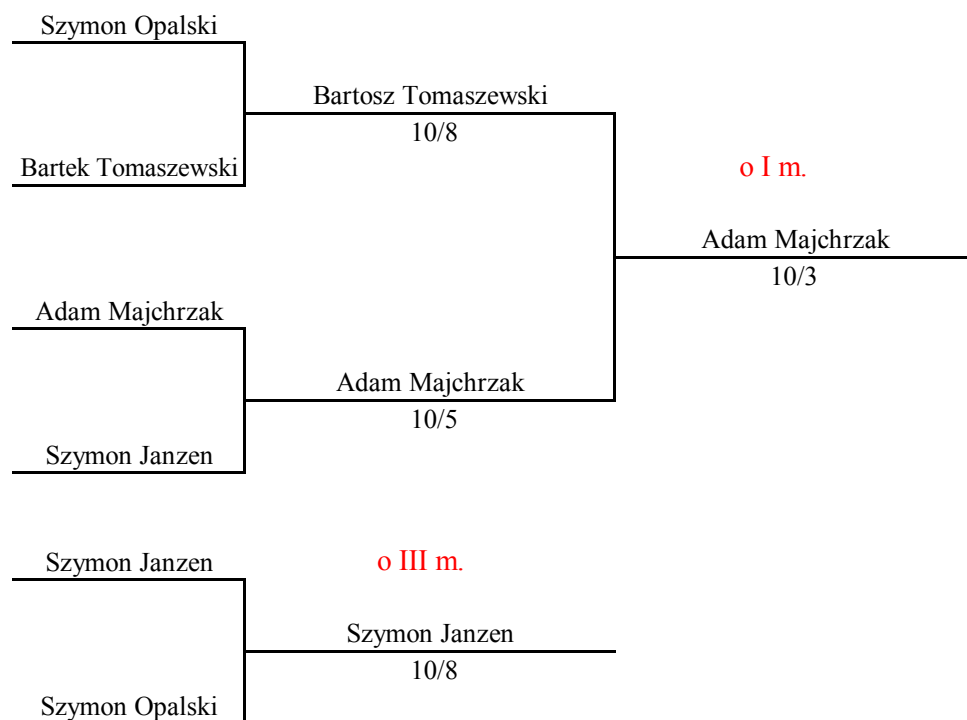 Szymon Opalski
Bartosz Tomaszewski
10/8
Bartek Tomaszewski
o I m.
Adam Majchrzak
10/3
Adam Majchrzak
Adam Majchrzak
10/5
Szymon Janzen
Szymon Janzen
o III m.
Szymon Janzen
10/8
Szymon Opalski